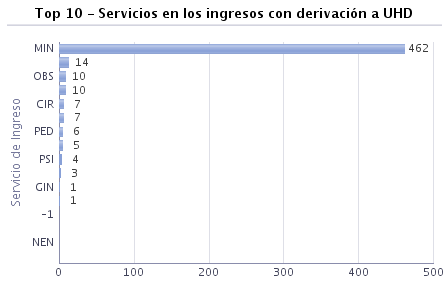 Top 10 - Servicios en los ingresos con derivación a UHD
Servicio de Ingreso
MIN 462
14
OBS 10
10
CIR 7
7
PED 6
5
PSI 4
3
GIN 1
1
-1
NEN
0 100 200 300 400 500